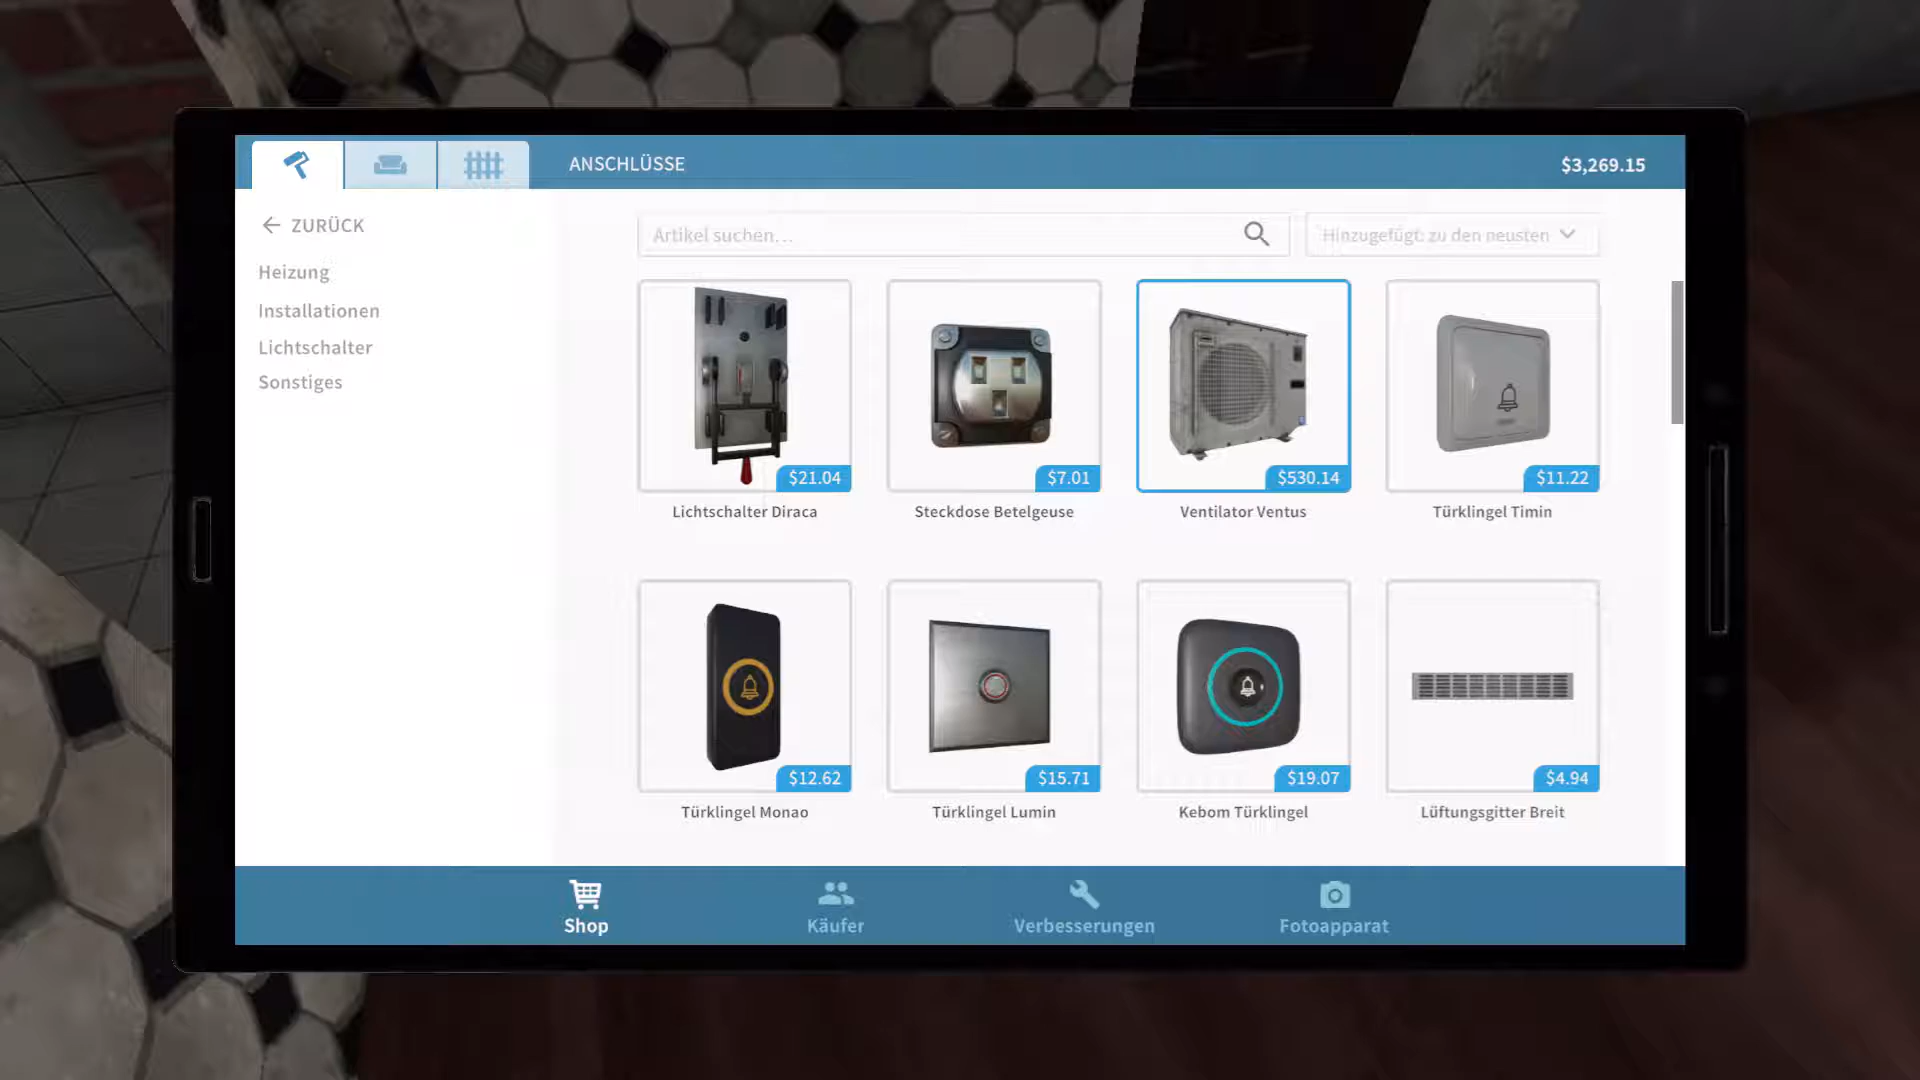 ANSCHLÜSSE
$3,269.15
ZURÜCK
Heizung
Installationen
Lichtschalter
Sonstiges
Artikel suchen...
Hinzugefügt: zu den neusten
$21.04
$7.01
$530.14
$11.22
Lichtschalter Diraca
Steckdose Betelgeuse
Ventilator Ventus
Türklingel Timin
$12.62
$15.71
$19.07
$4.94
Türklingel Monao
Türklingel Lumin
Kebom Türklingel
Lüftungsgitter Breit
Shop
Käufer
Verbesserungen
Fotoapparat